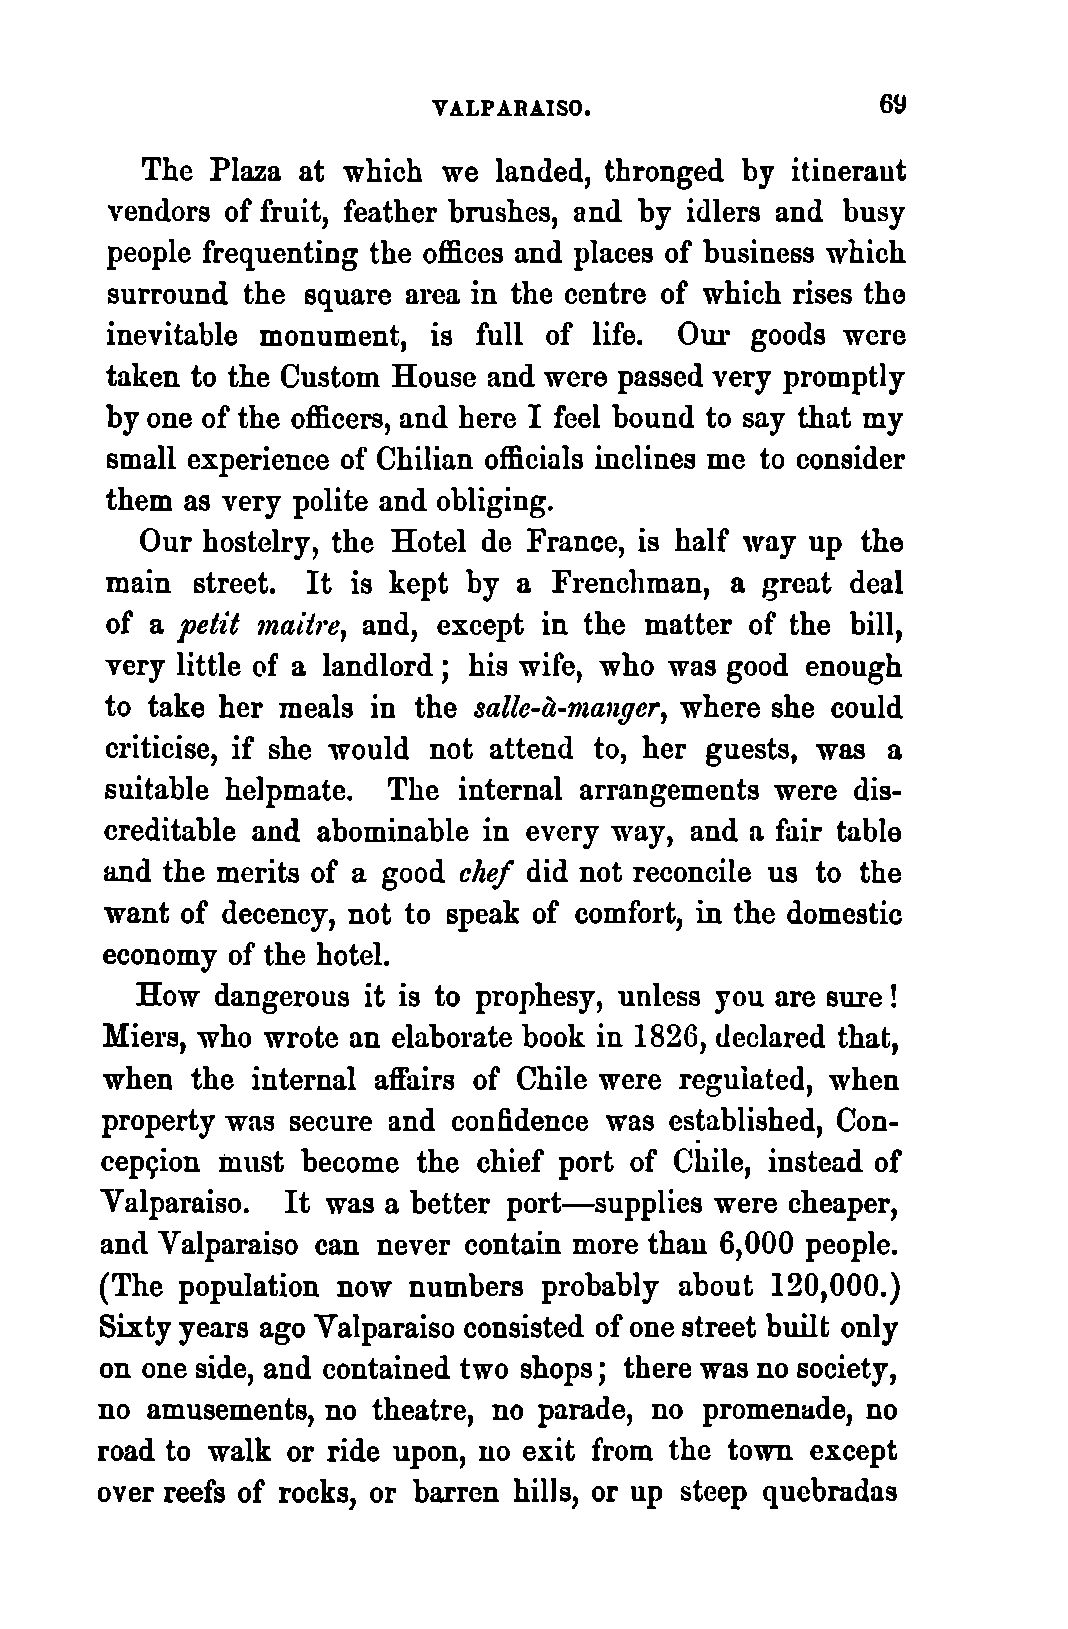 VALPARAISO. 69
The Plaza at which we landed, thronged by itinerant
vendors of fruit, feather brushes, and by idlers and busy
people frequenting the offices and places of business which
surround the square area in the centre of which rises the
inevitable monument, is full of life. Our goods were
taken to the Custom House and were passed very promptly
by one of the officers, and here I feel bound to say that my
small experience of Chilian officials inclines me to consider
them as very polite and obliging.
Our hostelry, the Hotel de France, is half way up the
main street. It is kept by a Frenchman, a great deal
of a petit maitre, and, except in the matter of the bill,
very little of a landlord; his wife, who was good enough
to take her meals in the salle-à-manger, where she could
criticise, if she would not attend to, her guests, was a
suitable helpmate. The internal arrangements were dis-
creditable and abominable in every way, and a fair table
and the merits of a good chef did not reconcile us to the
want of decency, not to speak of comfort, in the domestic
economy of the hotel.
How dangerous it is to prophesy, unless you are sure!
Miers, who wrote an elaborate book in 1826, declared that,
when the internal affairs of Chile were regulated, when
property was secure and confidence was established, Con-
cepçion must become the chief port of Chile, instead of
Valparaiso. It was a better port—supplies were cheaper,
and Valparaiso can never contain more than 6,000 people.
(The population now numbers probably about 120,000.)
Sixty years ago Valparaiso consisted of one street built only
on one side, and contained two shops; there was no society,
no amusements, no theatre, no parade, no promenade, no
road to walk or ride upon, no exit from the town except
over reefs of rocks, or barren hills, or up steep quebradas